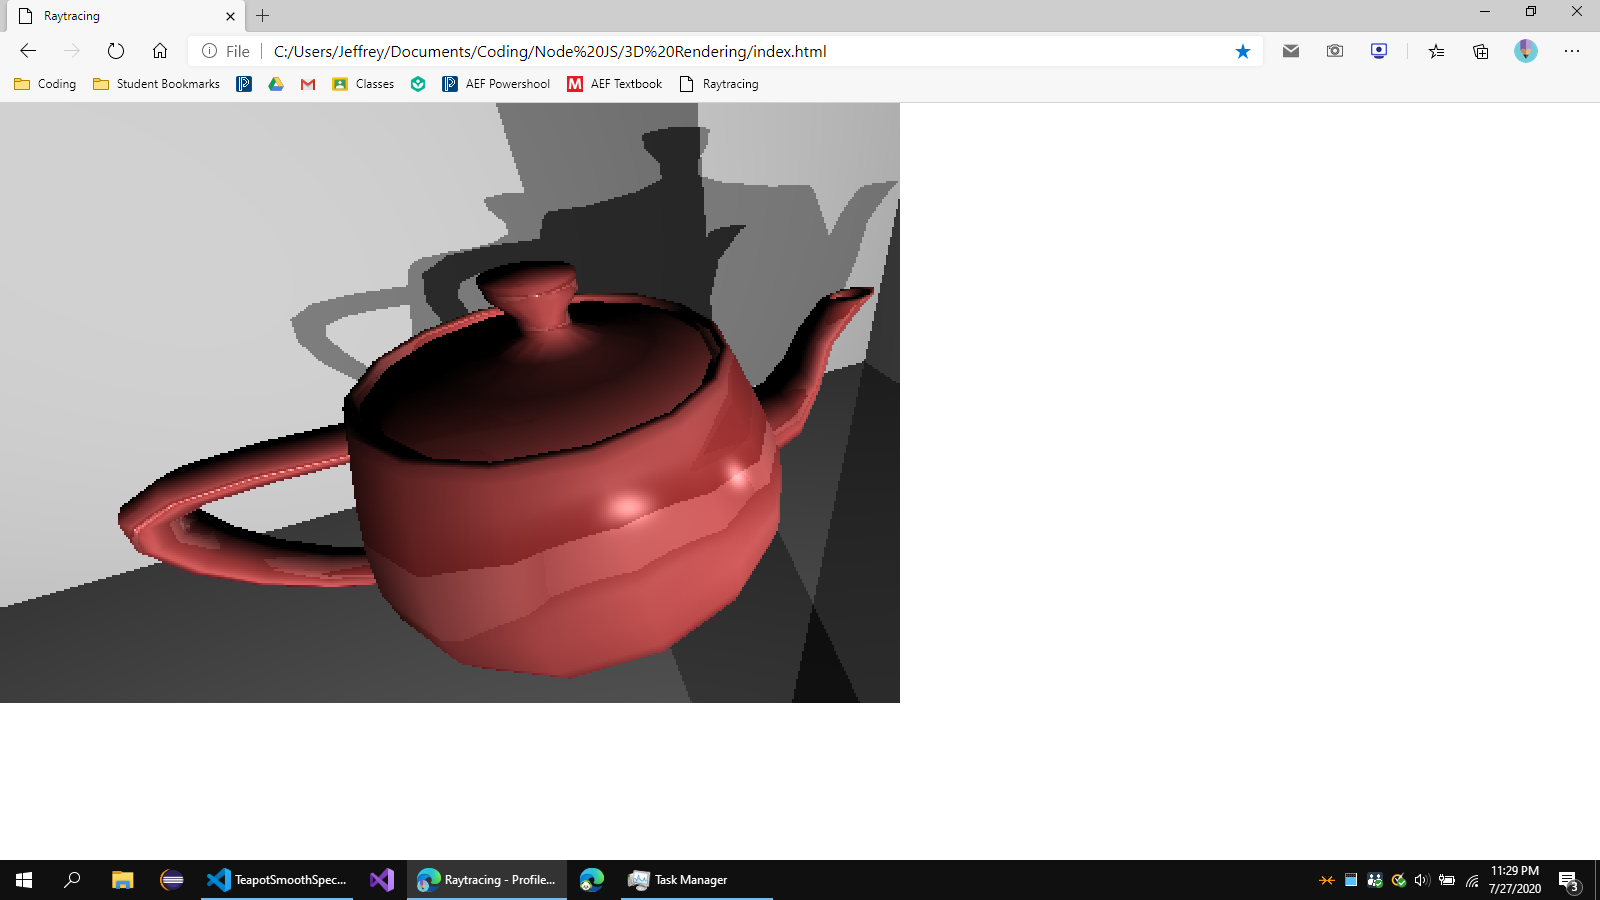 Raytracing
File
C:/Users/Jeffrey/Documents/Coding/Node%20JS/3D%20Rendering/index.html
Coding Student Bookmarks P Classes P AEF Powershool M AEF Textbook Raytracing
TeapotSmoothSpec... Raytracing - Profile... Task Manager
11:29 PM
7/27/2020
3